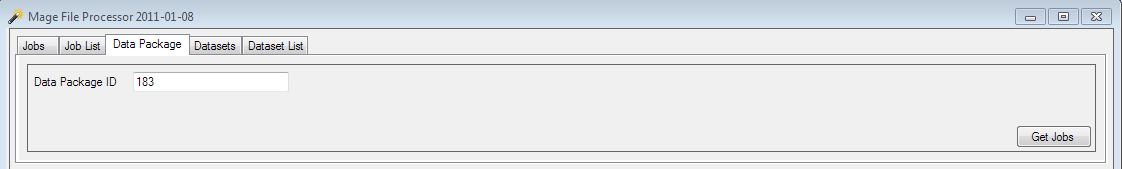 Mage File Processor 2011-01-08
Jobs Job List Data Package Datasets Dataset List
Data Package ID 183
Get Jobs